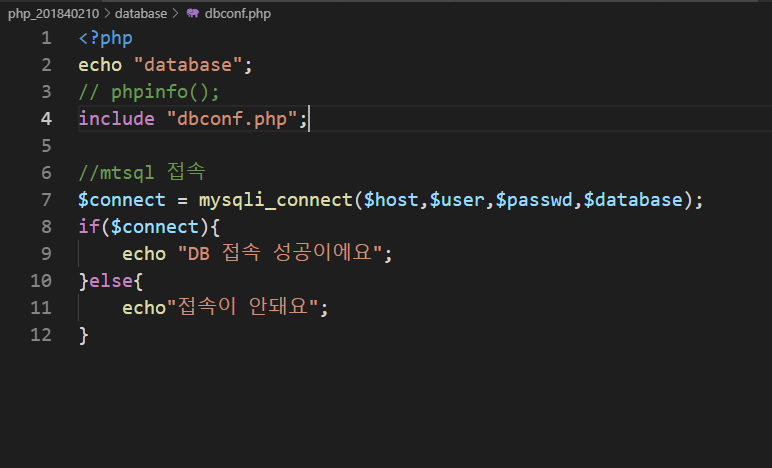 php_201840210 > database > dbconf.php
1 <?php
2 echo "database";
3 // phpinfo();
4 include "dbconf.php";
5
6 //mtsql 접속
7 $connect = mysqli_connect($host,$user,$passwd,$database);
8 if($connect){
9 echo "DB 접속 성공이에요";
10 }else{
11 echo"접속이 안돼요";
12 }